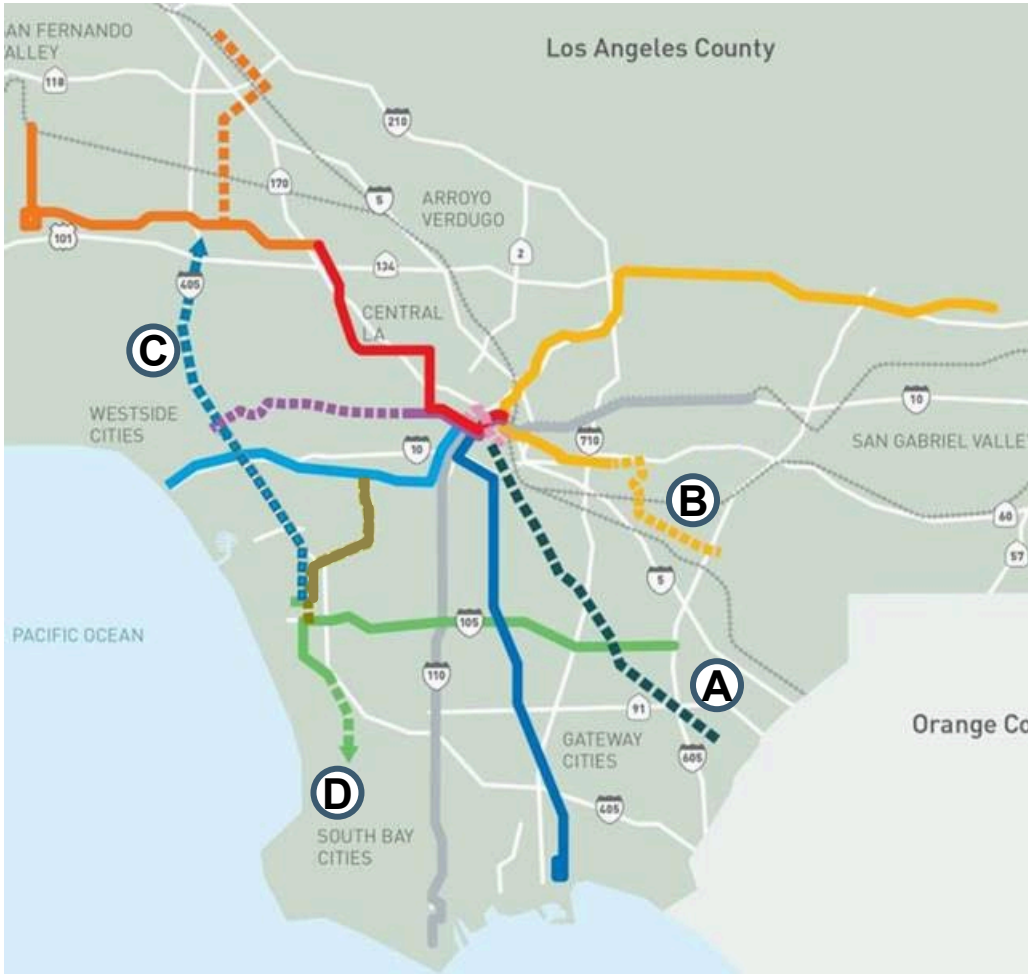 AN FERNANDO
ALLEY
Los Angeles County
118
210
170
5
ARROYO
VERDUGO
101
2
134
405
CENTRAL
LA
C
WESTSIDE
CITIES
10
10
710
SAN GABRIEL VALLEY
B
60
57
5
PACIFIC OCEAN
105
110
A
91
Orange Co
GATEWAY
CITIES
605
D
405
SOUTH BAY
CITIES